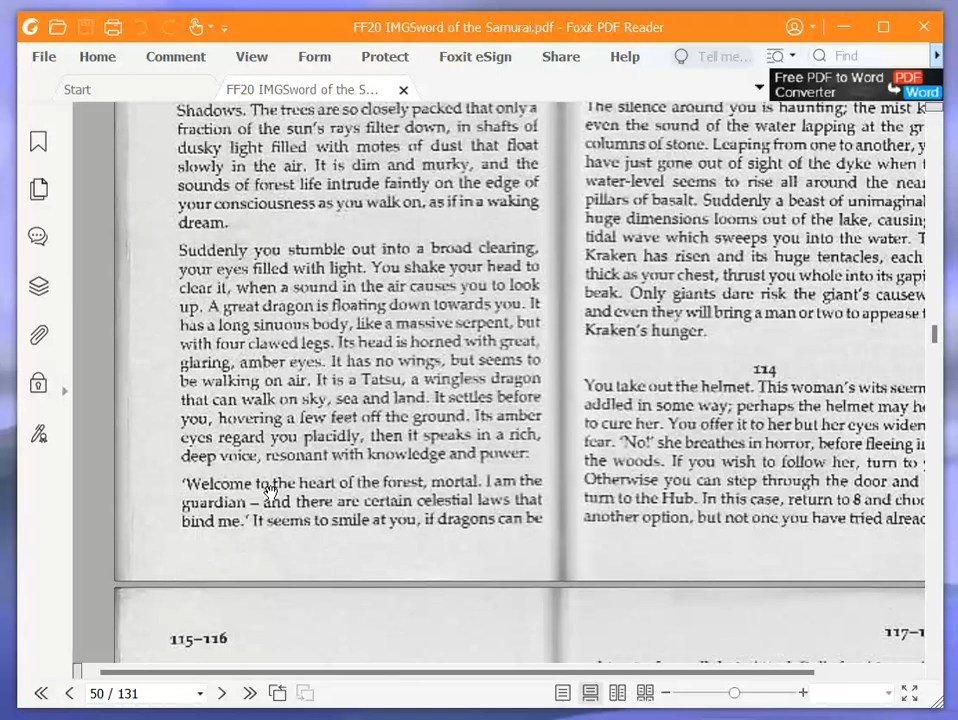 FF20 IMGSword of the Samurai.pdf - Foxit PDF Reader
File
Home
Comment
View
Form
Protect
Foxit eSign
Share
Help
Tell me...
Find
Start
FF20 IMGSword of the S...
Free PDF to Word
Converter
PDF
Word
Shadows. The trees are so closely packed that only a
fraction of the sun's rays filter down, in shafts of
dusky light filled with motes of dust that float
slowly in the air. It is dim and murky, and the
sounds of forest life intrude faintly on the edge of
your consciousness as you walk on, as if in a waking
dream.
Suddenly you stumble out into a broad clearing,
your eyes filled with light. You shake your head to
clear it, when a sound in the air causes you to look
up. A great dragon is floating down towards you. It
has a long sinuous body, like a massive serpent, but
with four clawed legs. Its head is horned with great,
glaring, amber eyes. It has no wings, but seems to
be walking on air. It is a Tatsu, a wingless dragon
that can walk on sky, sea and land. It settles before
you, hovering a few feet off the ground. Its amber
eyes regard you placidly, then it speaks in a rich,
deep voice, resonant with knowledge and power:
'Welcome to the heart of the forest, mortal. I am the
guardian – and there are certain celestial laws that
bind me.' It seems to smile at you, if dragons can be
The silence around you is haunting; the mist k
even the sound of the water lapping at the gr
columns of stone. Leaping from one to another, y
have just gone out of sight of the dyke when t
water-level seems to rise all around the near
pillars of basalt. Suddenly a beast of unimaginal
huge dimensions looms out of the lake, causing
tidal wave which sweeps you into the water. T
Kraken has risen and its huge tentacles, each
thick as your chest, thrust you whole into its gapi
beak. Only giants dare risk the giant's causew
and even they will bring a man or two to appease t
Kraken's hunger.
114
You take out the helmet. This woman's wits seem
addled in some way; perhaps the helmet may he
to cure her. You offer it to her but her eyes widen
fear. 'No!' she breathes in horror, before fleeing in
the woods. If you wish to follow her, turn to
Otherwise you can step through the door and
turn to the Hub. In this case, return to 8 and choo
another option, but not one you have tried alread
115–116
117–1
50 / 131